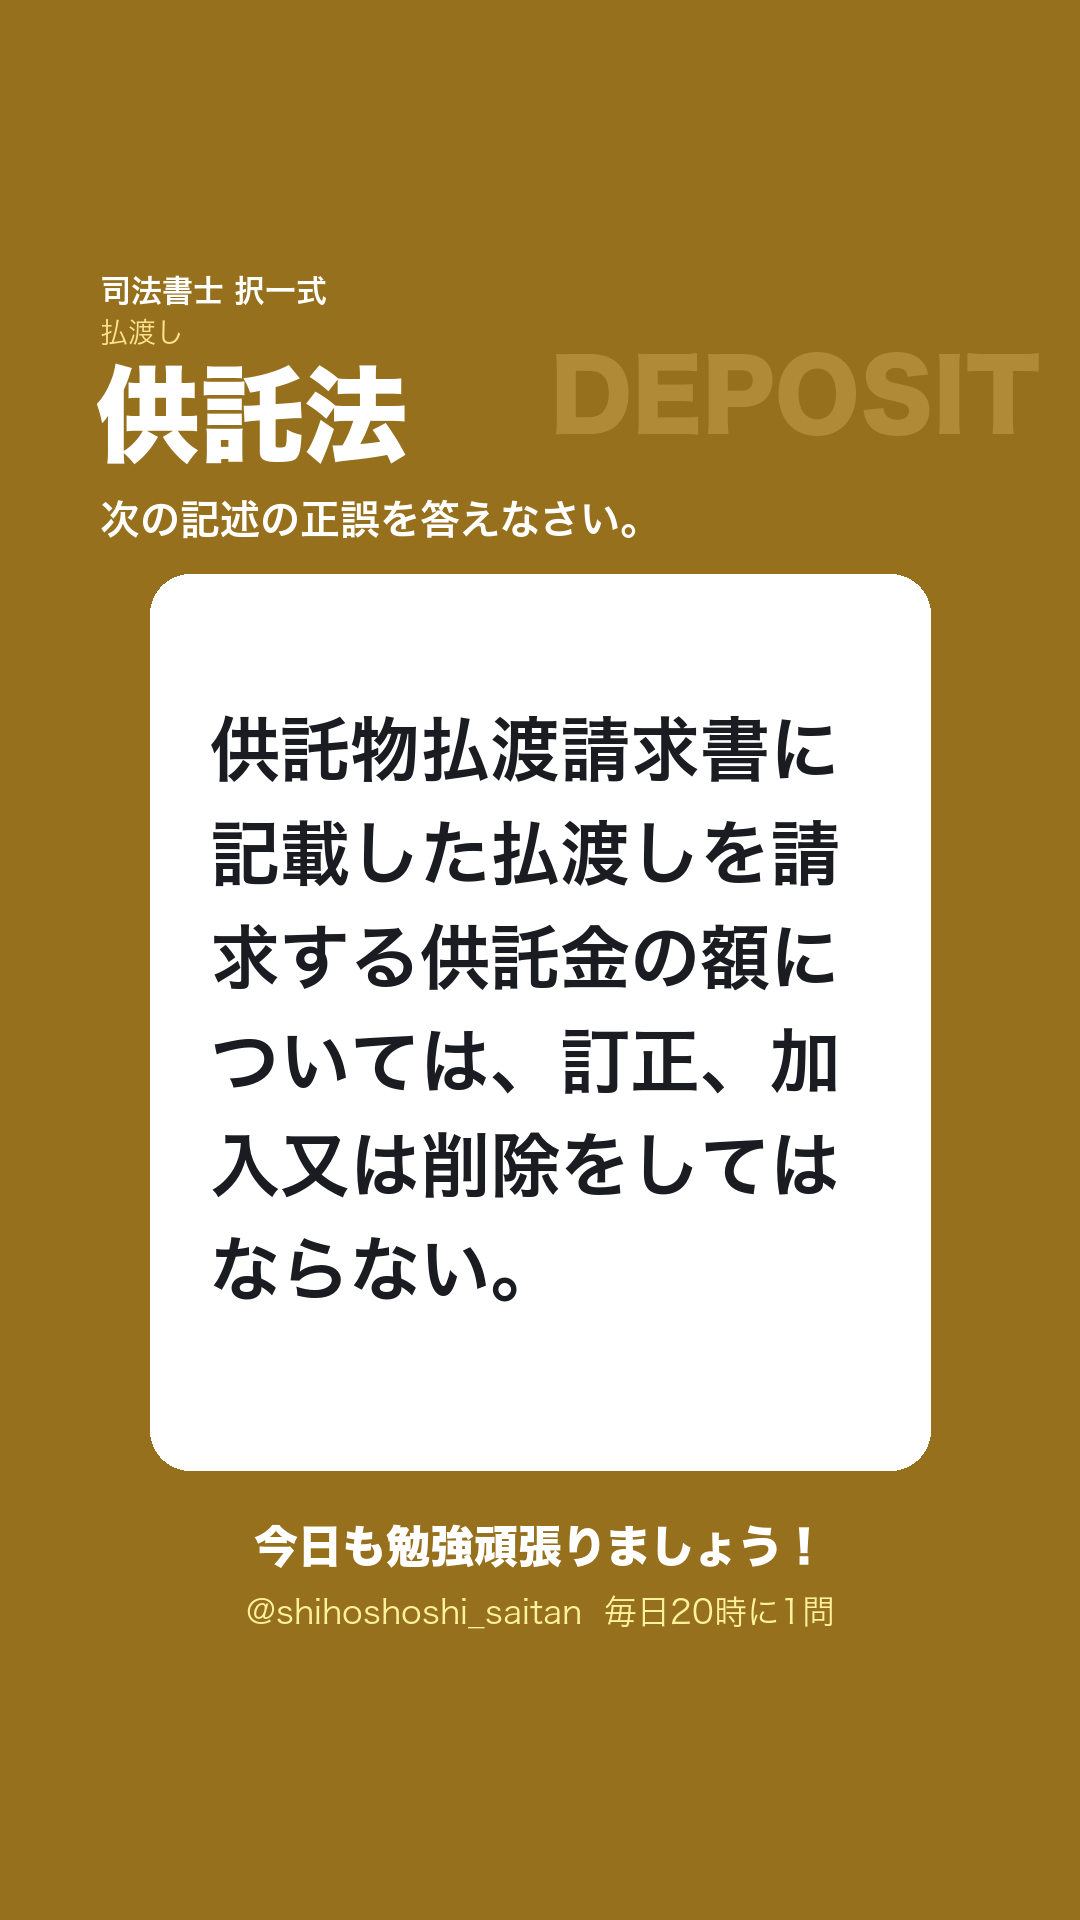 司法書士 択一式
払渡し
供託法
DEPOSIT
次の記述の正誤を答えなさい。
供託物払渡請求書に
記載した払渡しを請
求する供託金の額に
ついては、訂正、加
入又は削除をしては
ならない。
今日も勉強頑張りましょう！
@shihoshoshi_saitan 毎日20時に1問